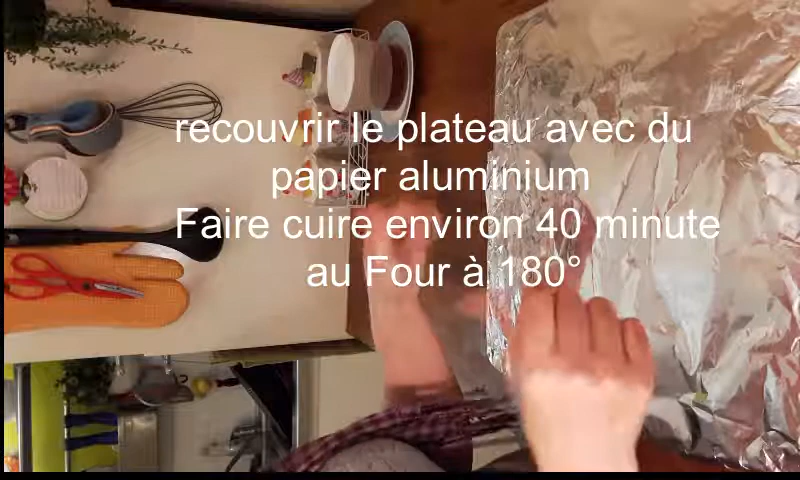 recouvrir le plateau avec du
papier aluminium
Faire cuire environ 40 minute
au Four à 180°